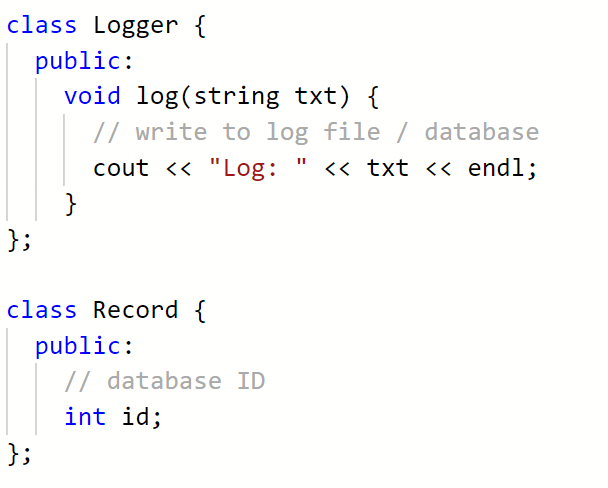 class Logger {
  public:
    void log(string txt) {
      // write to log file / database
      cout << "Log: " << txt << endl;
    }
};

class Record {
  public:
    // database ID
    int id;
};